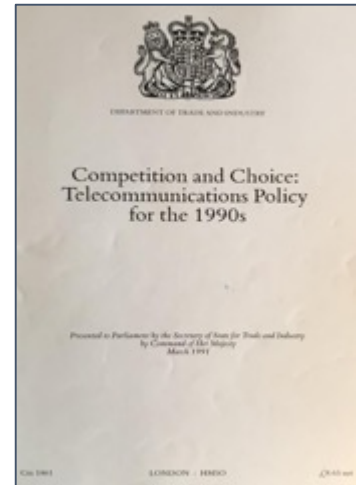 DEPARTMENT OF TRADE AND INDUSTRY
Competition and Choice:
Telecommunications Policy
for the 1990s
Presented to Parliament by the Secretary of State for Trade and Industry
by Command of Her Majesty
March 1991
LONDON : HMSO
net